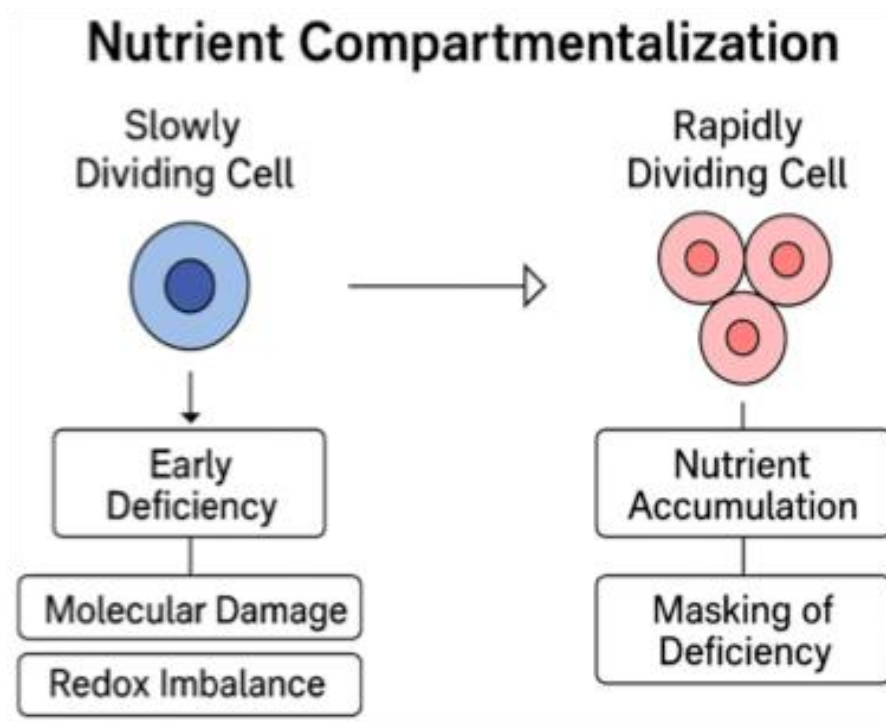 Nutrient Compartmentalization
Slowly
Dividing Cell
Rapidly
Dividing Cell
Early
Deficiency
Molecular Damage
Redox Imbalance
Nutrient
Accumulation
Masking of
Deficiency